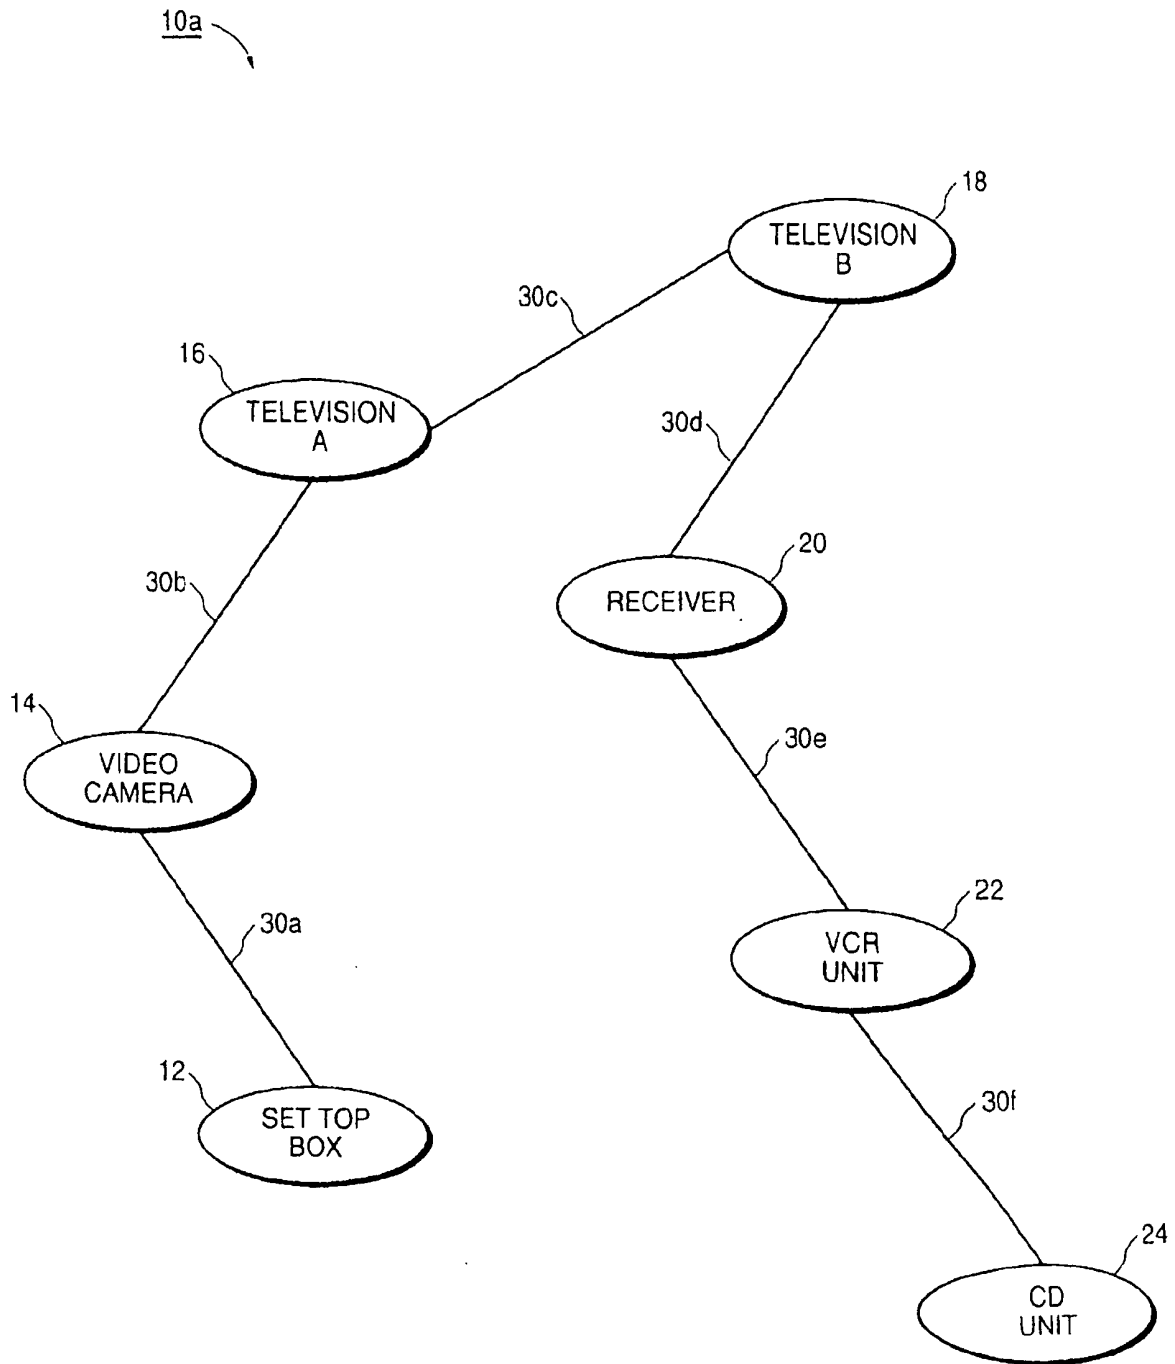 10a
18
TELEVISION
B
30c
16
TELEVISION
A
30d
20
RECEIVER
30b
14
VIDEO
CAMERA
30e
22
VCR
UNIT
30a
12
SET TOP
BOX
30f
24
CD
UNIT